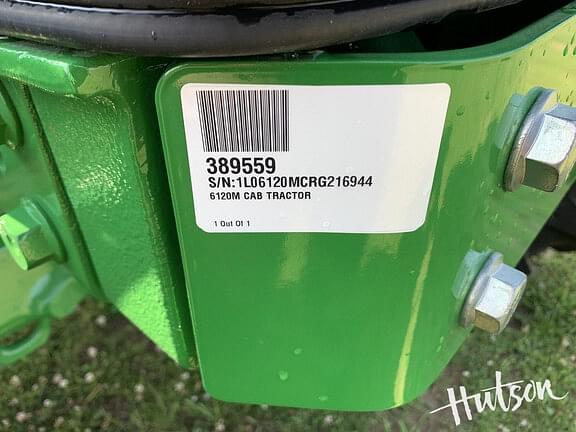 389559
S/N:1L06120MCRG216944
6120M CAB TRACTOR
1 Out Of 1
Hutson